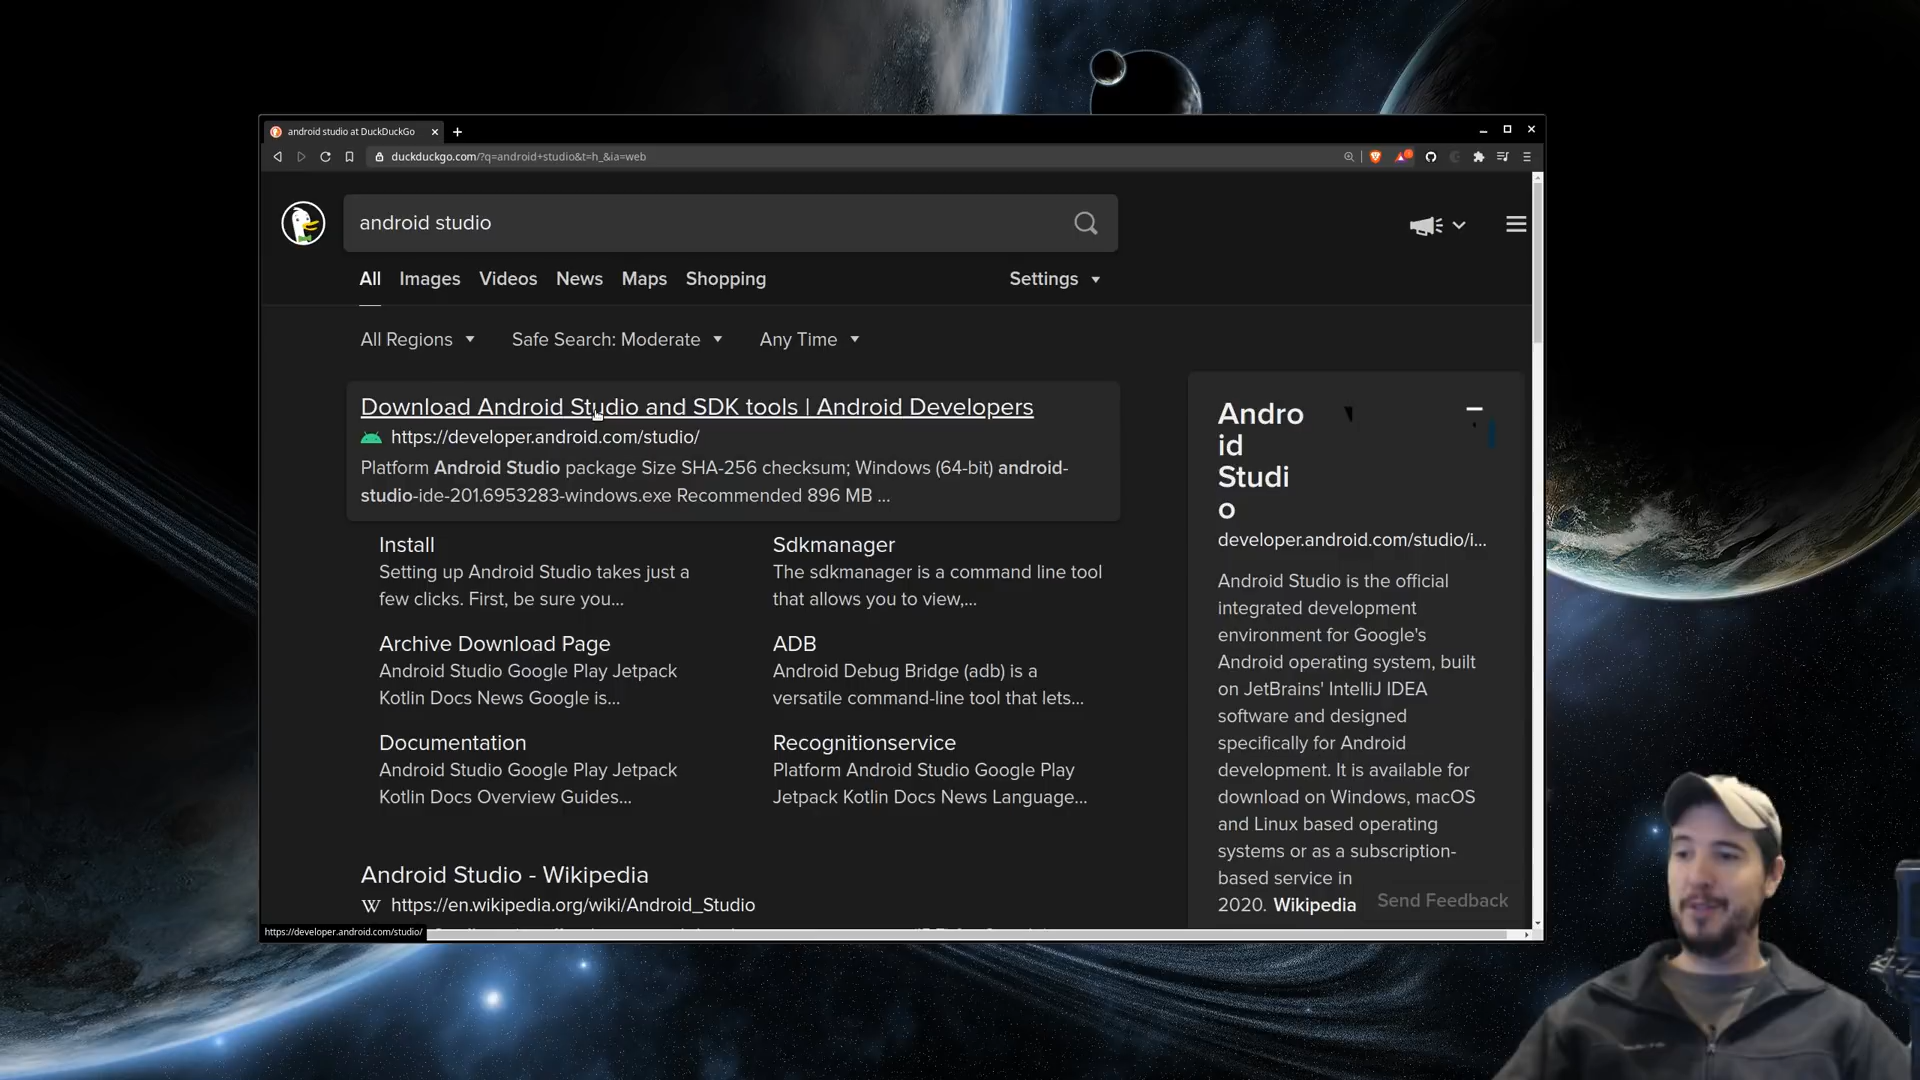 android studio at DuckDuckGo
duckduckgo.com/?q=android+studio&t=h_&ia=web
android studio
All Images Videos News Maps Shopping Settings
All Regions Safe Search: Moderate Any Time
Download Android Studio and SDK tools | Android Developers
https://developer.android.com/studio/
Platform Android Studio package Size SHA-256 checksum; Windows (64-bit) android-
studio-ide-201.6953283-windows.exe Recommended 896 MB ...
Install
Setting up Android Studio takes just a
few clicks. First, be sure you...
Sdkmanager
The sdkmanager is a command line tool
that allows you to view,...
Archive Download Page
Android Studio Google Play Jetpack
Kotlin Docs News Google is...
ADB
Android Debug Bridge (adb) is a
versatile command-line tool that lets...
Documentation
Android Studio Google Play Jetpack
Kotlin Docs Overview Guides...
Recognitionservice
Platform Android Studio Google Play
Jetpack Kotlin Docs News Language...
Android Studio - Wikipedia
W https://en.wikipedia.org/wiki/Android_Studio
Andro
id
Studi
o
developer.android.com/studio/i...
Android Studio is the official
integrated development
environment for Google's
Android operating system, built
on JetBrains' IntelliJ IDEA
software and designed
specifically for Android
development. It is available for
download on Windows, macOS
and Linux based operating
systems or as a subscription-
based service in
2020. Wikipedia
Send Feedback
https://developer.android.com/studio/